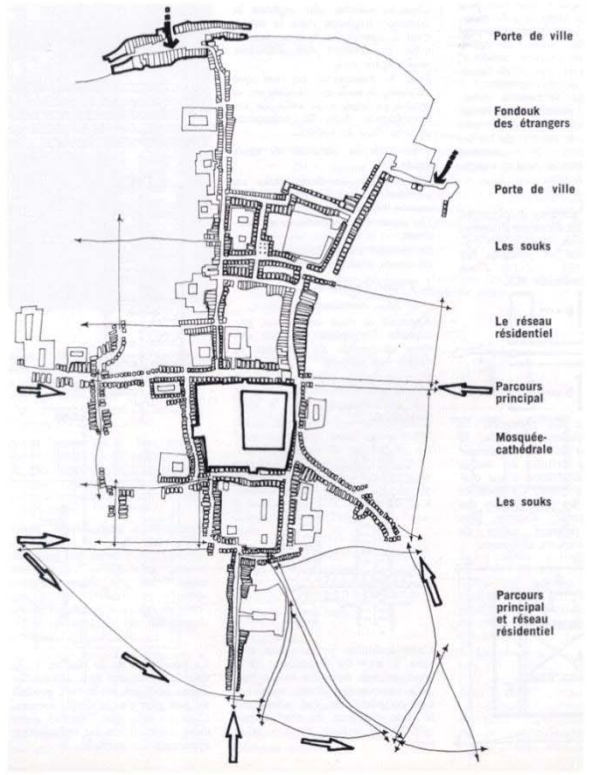 Porte de ville
Fondouk
des étrangers
Porte de ville
Les souks
Le réseau
résidentiel
Parcours
principal
Mosquée-
cathédrale
Les souks
Parcours
principal
et réseau
résidentiel